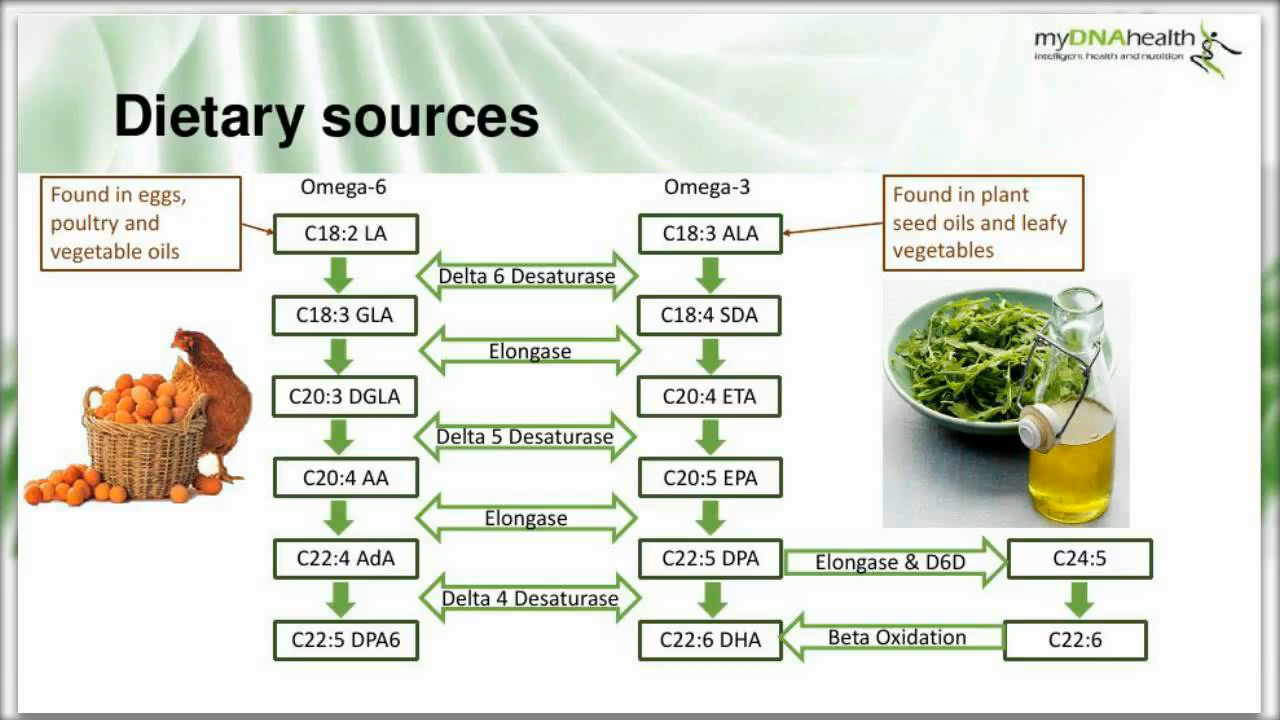 myDNAhealth
intelligent health and nutrition
Dietary sources
Omega-6
Omega-3
Found in eggs,
poultry and
vegetable oils
Found in plant
seed oils and leafy
vegetables
C18:2 LA
C18:3 ALA
Delta 6 Desaturase
C18:3 GLA
C18:4 SDA
Elongase
C20:3 DGLA
C20:4 ETA
Delta 5 Desaturase
C20:4 AA
C20:5 EPA
Elongase
C22:4 AdA
C22:5 DPA
Elongase & D6D
C24:5
Delta 4 Desaturase
C22:5 DPA6
C22:6 DHA
Beta Oxidation
C22:6